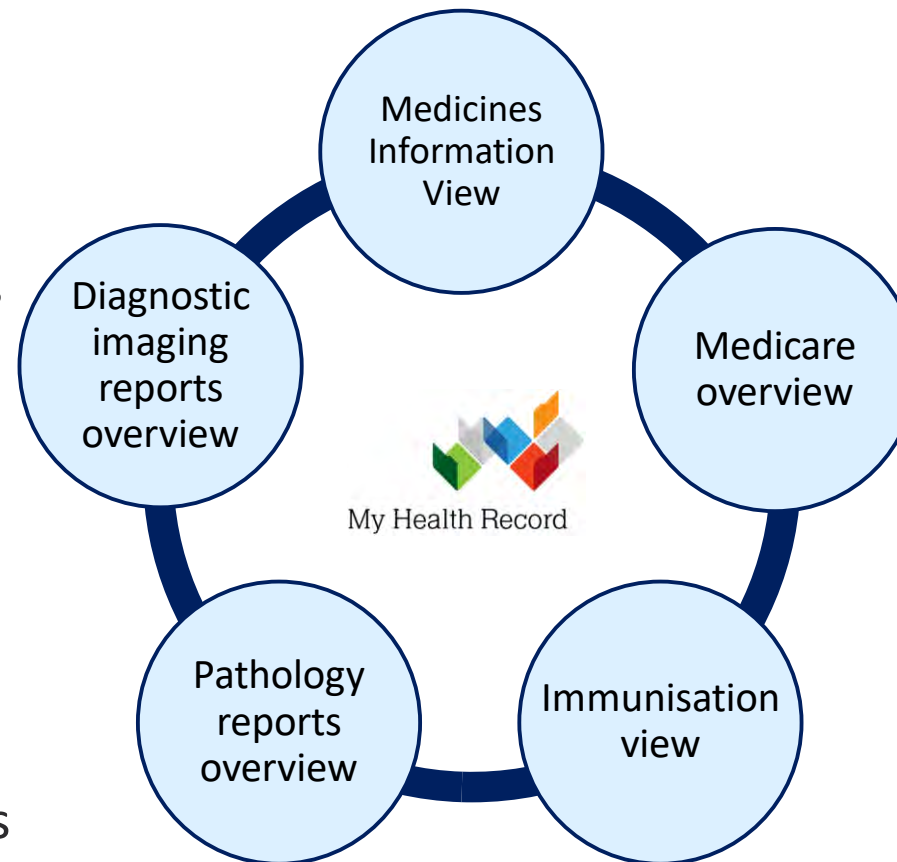 Medicines
Information
View
Diagnostic
imaging
reports
overview
Medicare
overview
My Health Record
Pathology
reports
overview
Immunisation
view
s